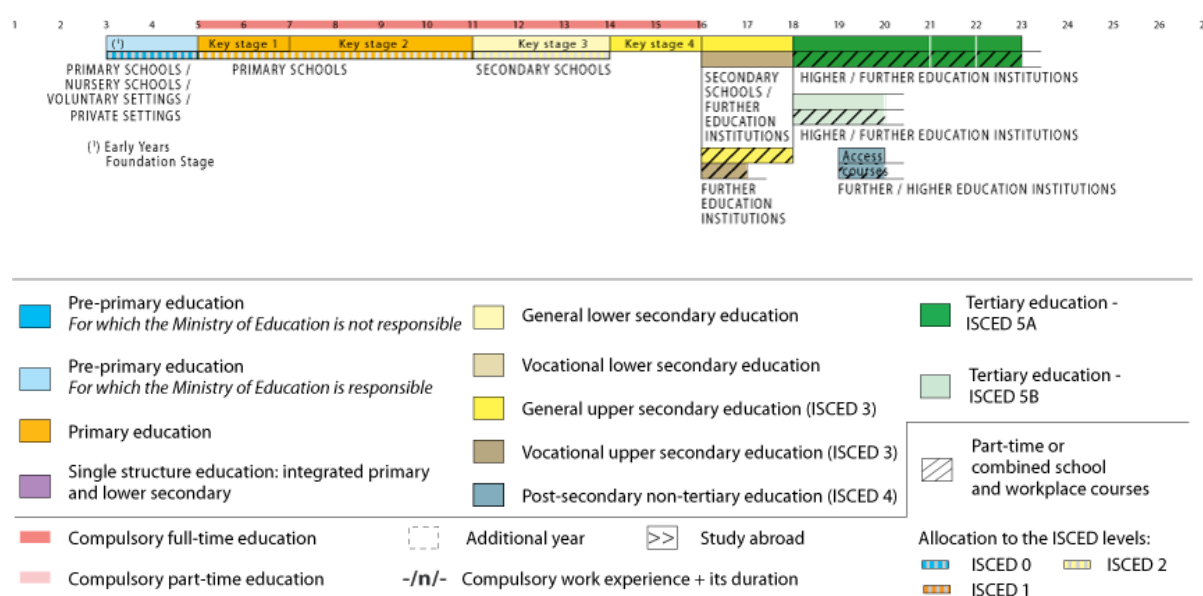 1 2 3 4 5 6 7 8 9 10 11 12 13 14 15 16 17 18 19 20 21 22 23 24 25 26
(¹) Key stage 1 Key stage 2 Key stage 3 Key stage 4
PRIMARY SCHOOLS /
NURSERY SCHOOLS /
VOLUNTARY SETTINGS /
PRIVATE SETTINGS
PRIMARY SCHOOLS
SECONDARY SCHOOLS
SECONDARY
SCHOOLS /
FURTHER
EDUCATION
INSTITUTIONS
HIGHER / FURTHER EDUCATION INSTITUTIONS
HIGHER / FURTHER EDUCATION INSTITUTIONS
(¹) Early Years
Foundation Stage
Access
courses
FURTHER
EDUCATION
INSTITUTIONS
FURTHER / HIGHER EDUCATION INSTITUTIONS
Pre-primary education
For which the Ministry of Education is not responsible
Pre-primary education
For which the Ministry of Education is responsible
Primary education
Single structure education: integrated primary
and lower secondary
General lower secondary education
Vocational lower secondary education
General upper secondary education (ISCED 3)
Vocational upper secondary education (ISCED 3)
Post-secondary non-tertiary education (ISCED 4)
Tertiary education -
ISCED 5A
Tertiary education -
ISCED 5B
Part-time or
combined school
and workplace courses
Compulsory full-time education
Additional year
>> Study abroad
Compulsory part-time education
-/n/- Compulsory work experience + its duration
Allocation to the ISCED levels:
ISCED 0 ISCED 2
ISCED 1